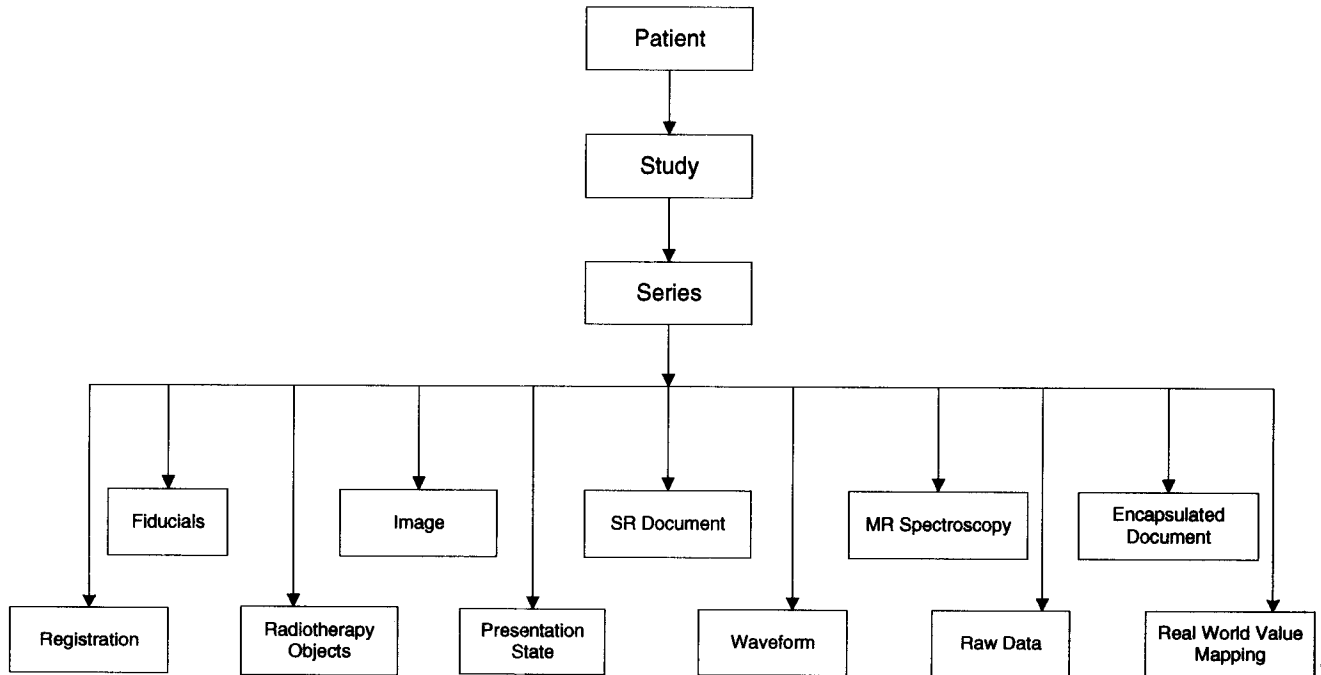 Patient
Study
Series
Fiducials
Image
SR Document
MR Spectroscopy
Encapsulated
Document
Registration
Radiotherapy
Objects
Presentation
State
Waveform
Raw Data
Real World Value
Mapping